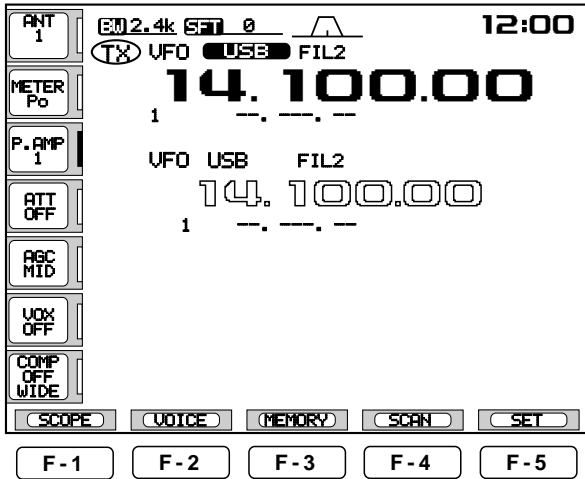 ANT
1
BW 2.4k SFT 0
12:00
TX VFO USB FIL2
14.100.00
1 --.---.--
METER
Po
P.AMP
1
VFO USB FIL2
14.100.00
1 --.---.--
ATT
OFF
AGC
MID
VOX
OFF
COMP
OFF
WIDE
SCOPE VOICE MEMORY SCAN SET
F-1 F-2 F-3 F-4 F-5